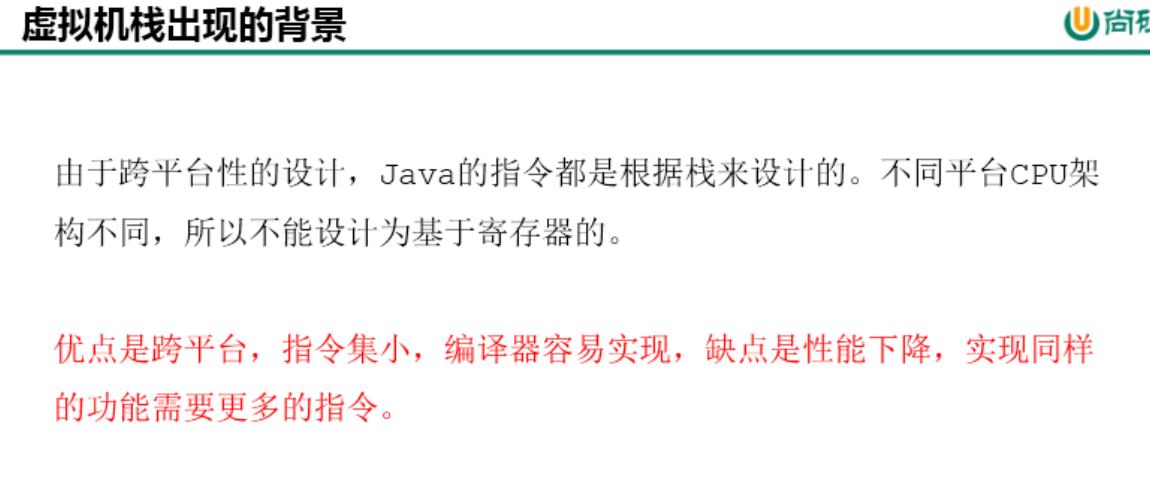 虚拟机栈出现的背景
尚硅
由于跨平台性的设计，Java的指令都是根据栈来设计的。不同平台CPU架
构不同，所以不能设计为基于寄存器的。
优点是跨平台，指令集小，编译器容易实现，缺点是性能下降，实现同样
的功能需要更多的指令。